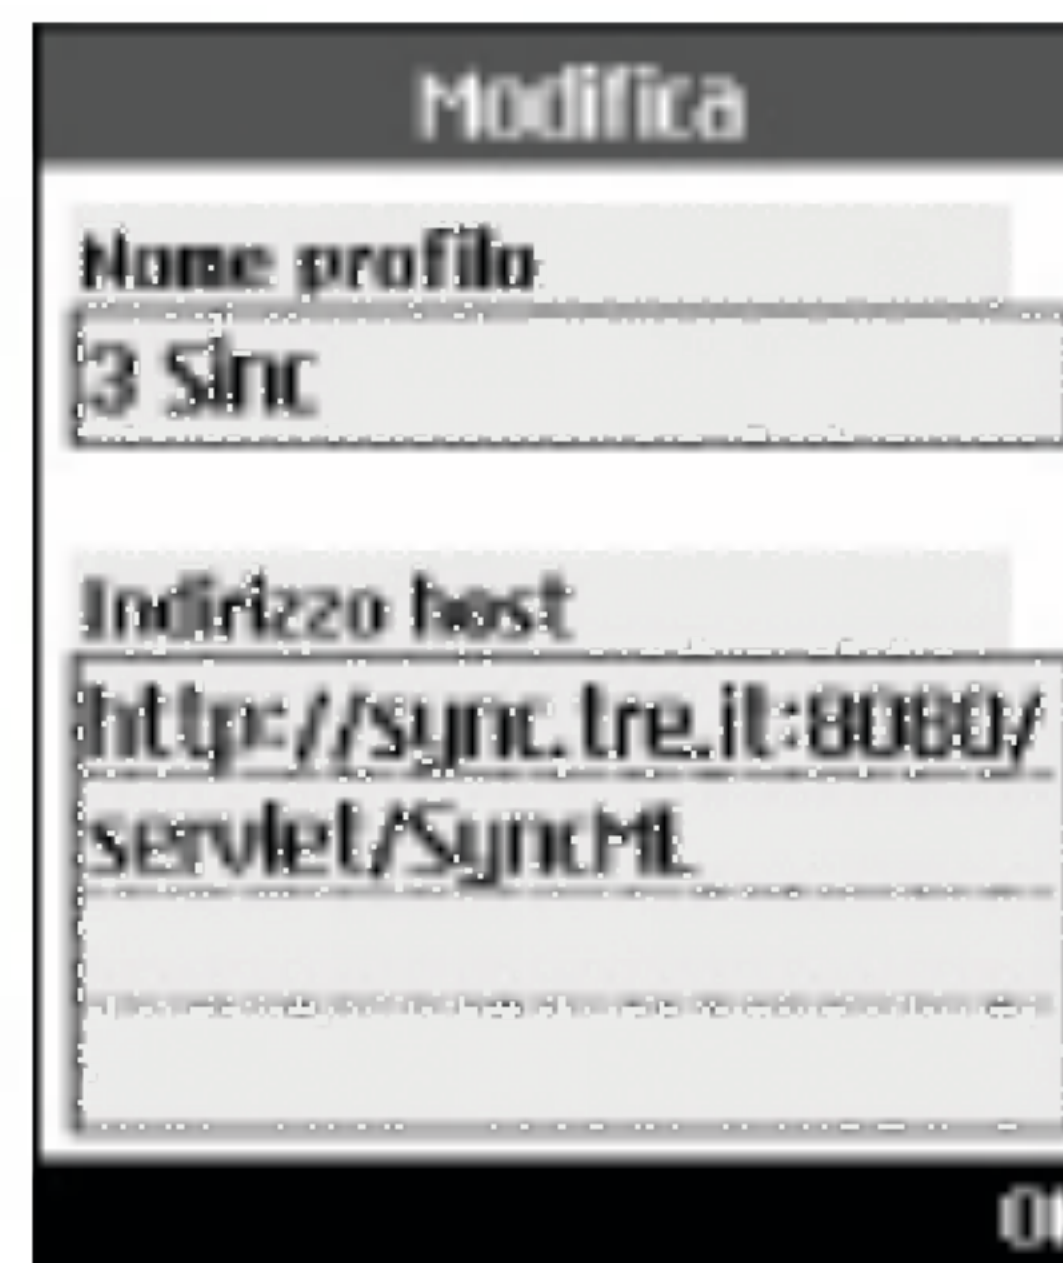 Modifica
Nome profilo
3 Sinc
Indirizzo host
http://sync.tre.it:8080/
servlet/SyncML